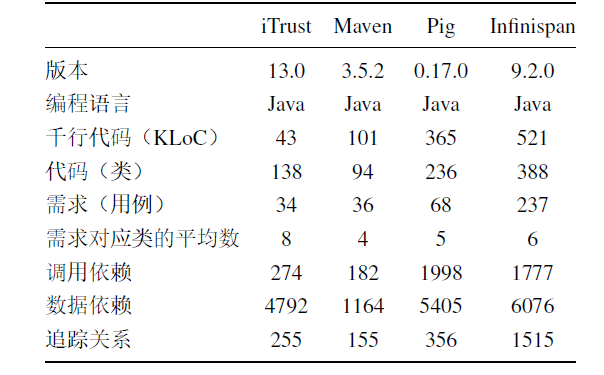 iTrust Maven Pig Infinispan
版本 13.0 3.5.2 0.17.0 9.2.0
编程语言 Java Java Java Java
千行代码（KLoC） 43 101 365 521
代码（类） 138 94 236 388
需求（用例） 34 36 68 237
需求对应类的平均数 8 4 5 6
调用依赖 274 182 1998 1777
数据依赖 4792 1164 5405 6076
追踪关系 255 155 356 1515